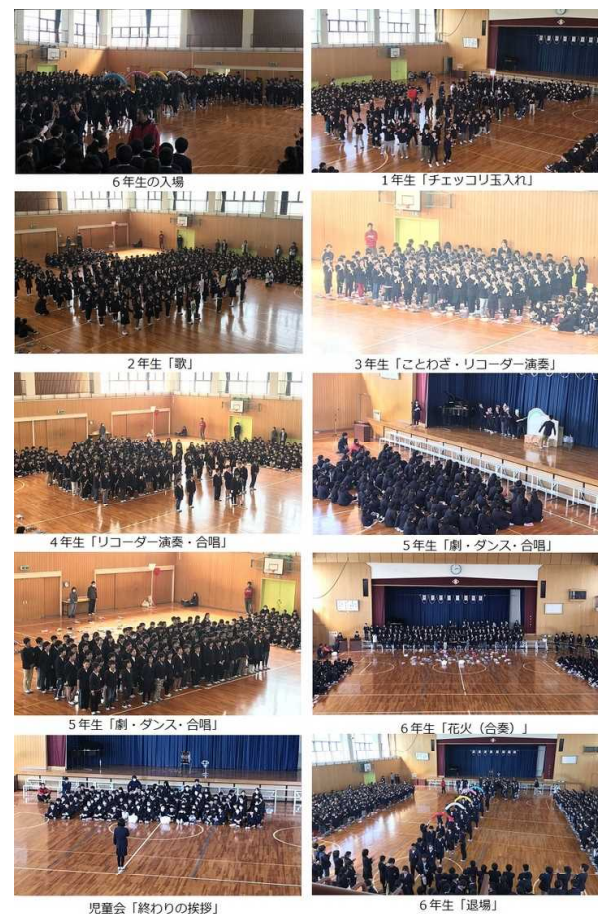 6年生の入場
1年生「チェッコリ玉入れ」
2年生「歌」
3年生「ことわざ・リコーダー演奏」
4年生「リコーダー演奏・合唱」
5年生「劇・ダンス・合唱」
5年生「劇・ダンス・合唱」
6年生「花火（合奏）」
児童会「終わりの挨拶」
6年生「退場」